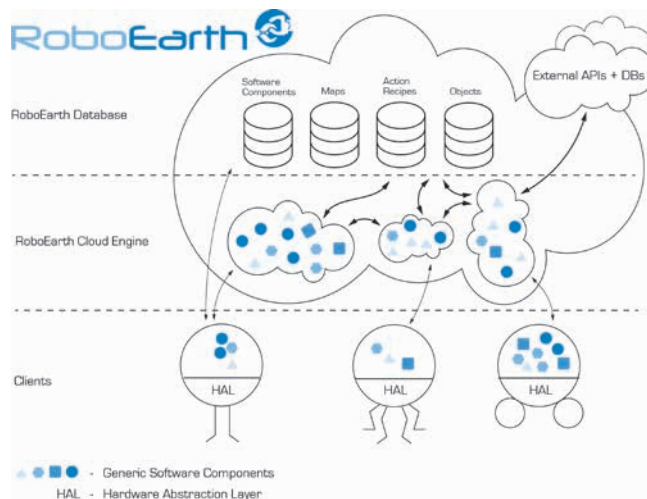 RoboEarth
Software Components
Maps
Action Recipes
Objects
External APIs + DBs
RoboEarth Database
RoboEarth Cloud Engine
Clients
HAL
HAL
HAL
- Generic Software Components
HAL - Hardware Abstraction Layer